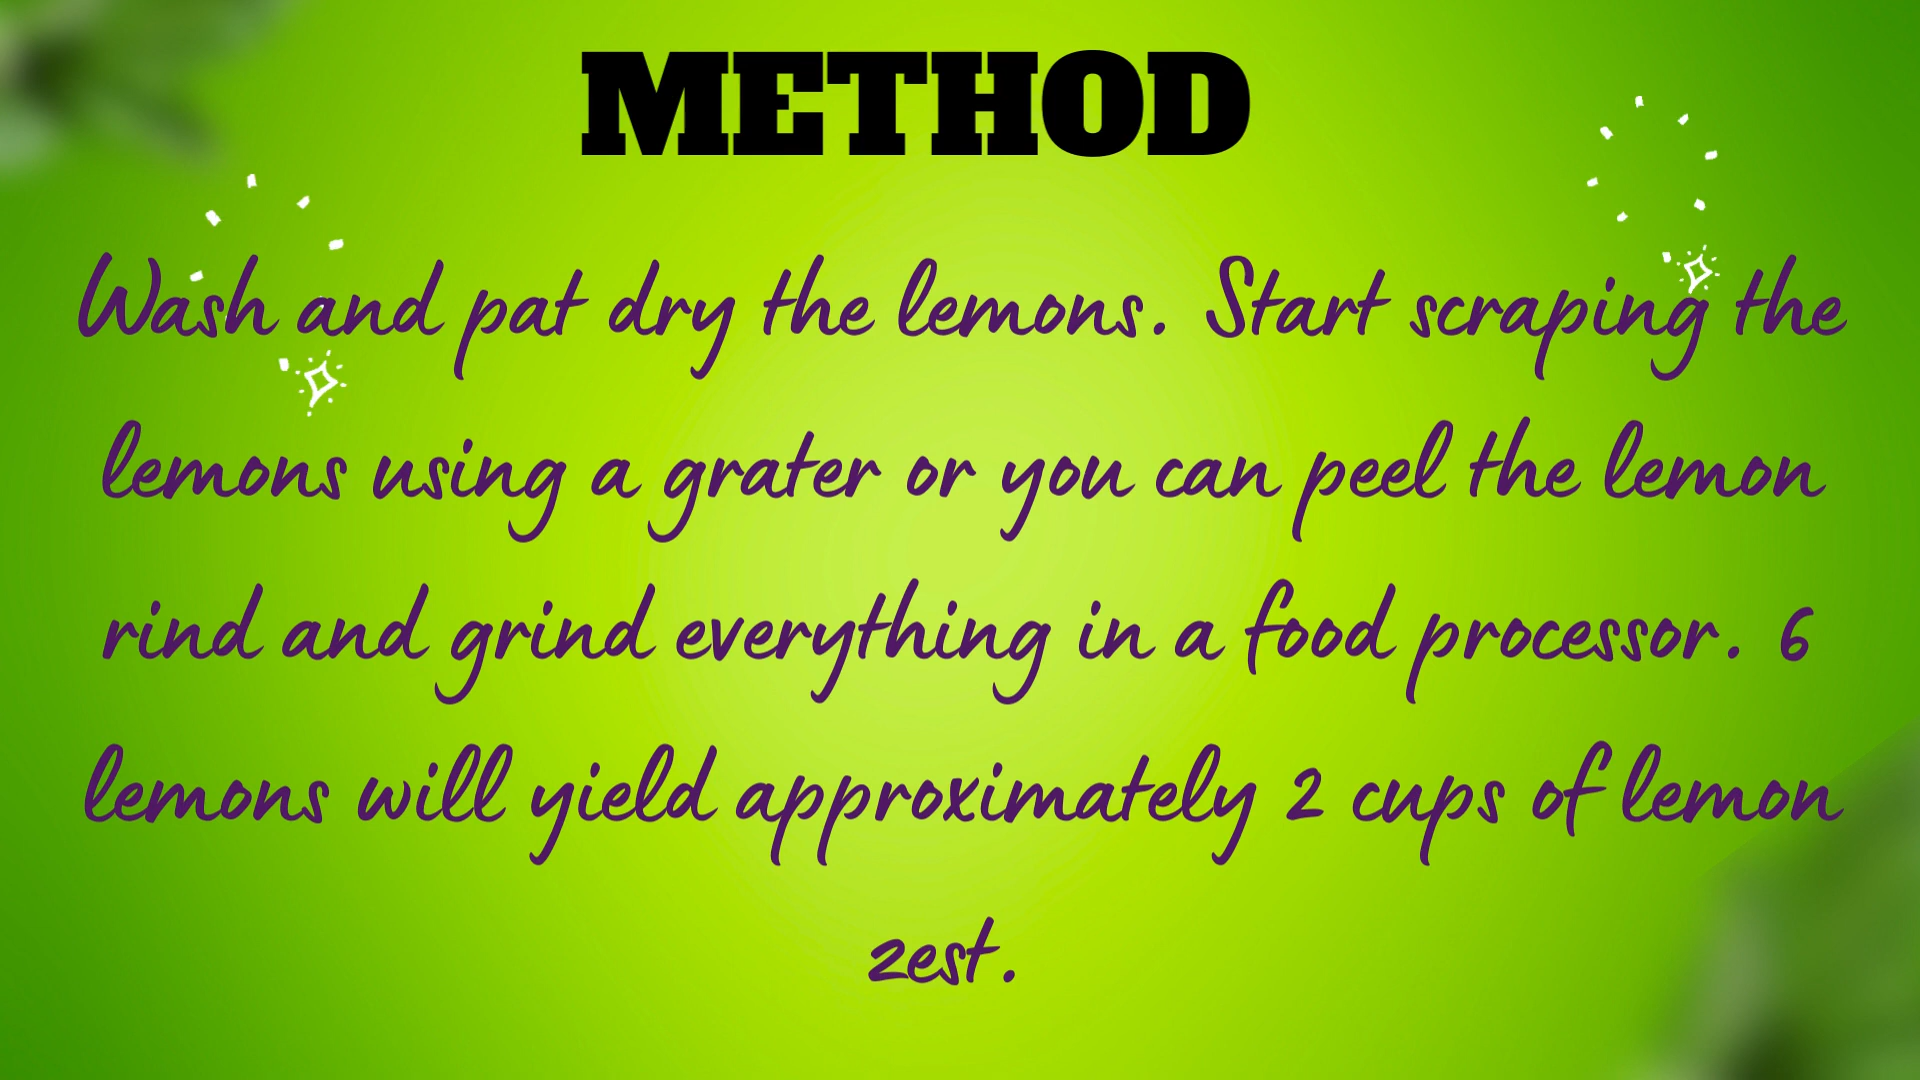 METHOD
Wash and pat dry the lemons. Start scraping the
lemons using a grater or you can peel the lemon
rind and grind everything in a food processor. 6
lemons will yield approximately 2 cups of lemon
zest.